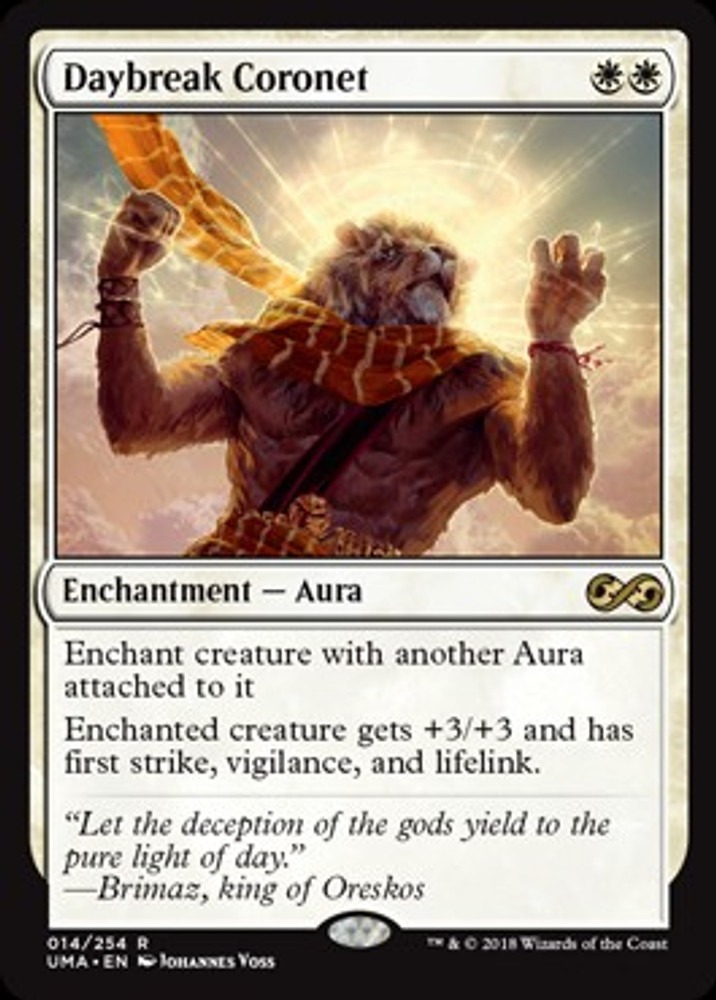 Daybreak Coronet
Enchantment — Aura
Enchant creature with another Aura
attached to it
Enchanted creature gets +3/+3 and has
first strike, vigilance, and lifelink.
“Let the deception of the gods yield to the
pure light of day.”
—Brimaz, king of Oreskos
014/254 R
™ & © 2018 Wizards of the Coast
UMA • EN Johannes Voss